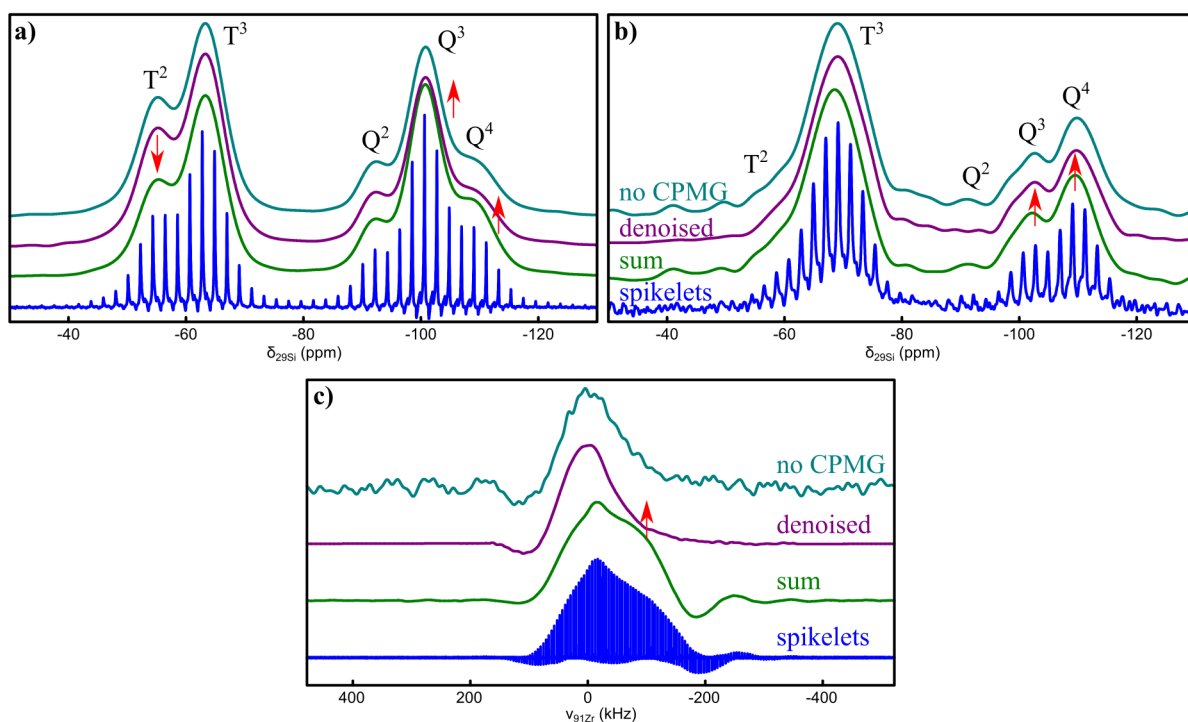 a)
T²
T³
Q²
Q³
Q⁴
-40 -60 -80 -100 -120
δ₂₉Si (ppm)
b)
T²
T³
Q²
Q³
Q⁴
no CPMG
denoised
sum
spikelets
-40 -60 -80 -100 -120
δ₂₉Si (ppm)
c)
no CPMG
denoised
sum
spikelets
400 200 0 -200 -400
ν₉₁Zr (kHz)